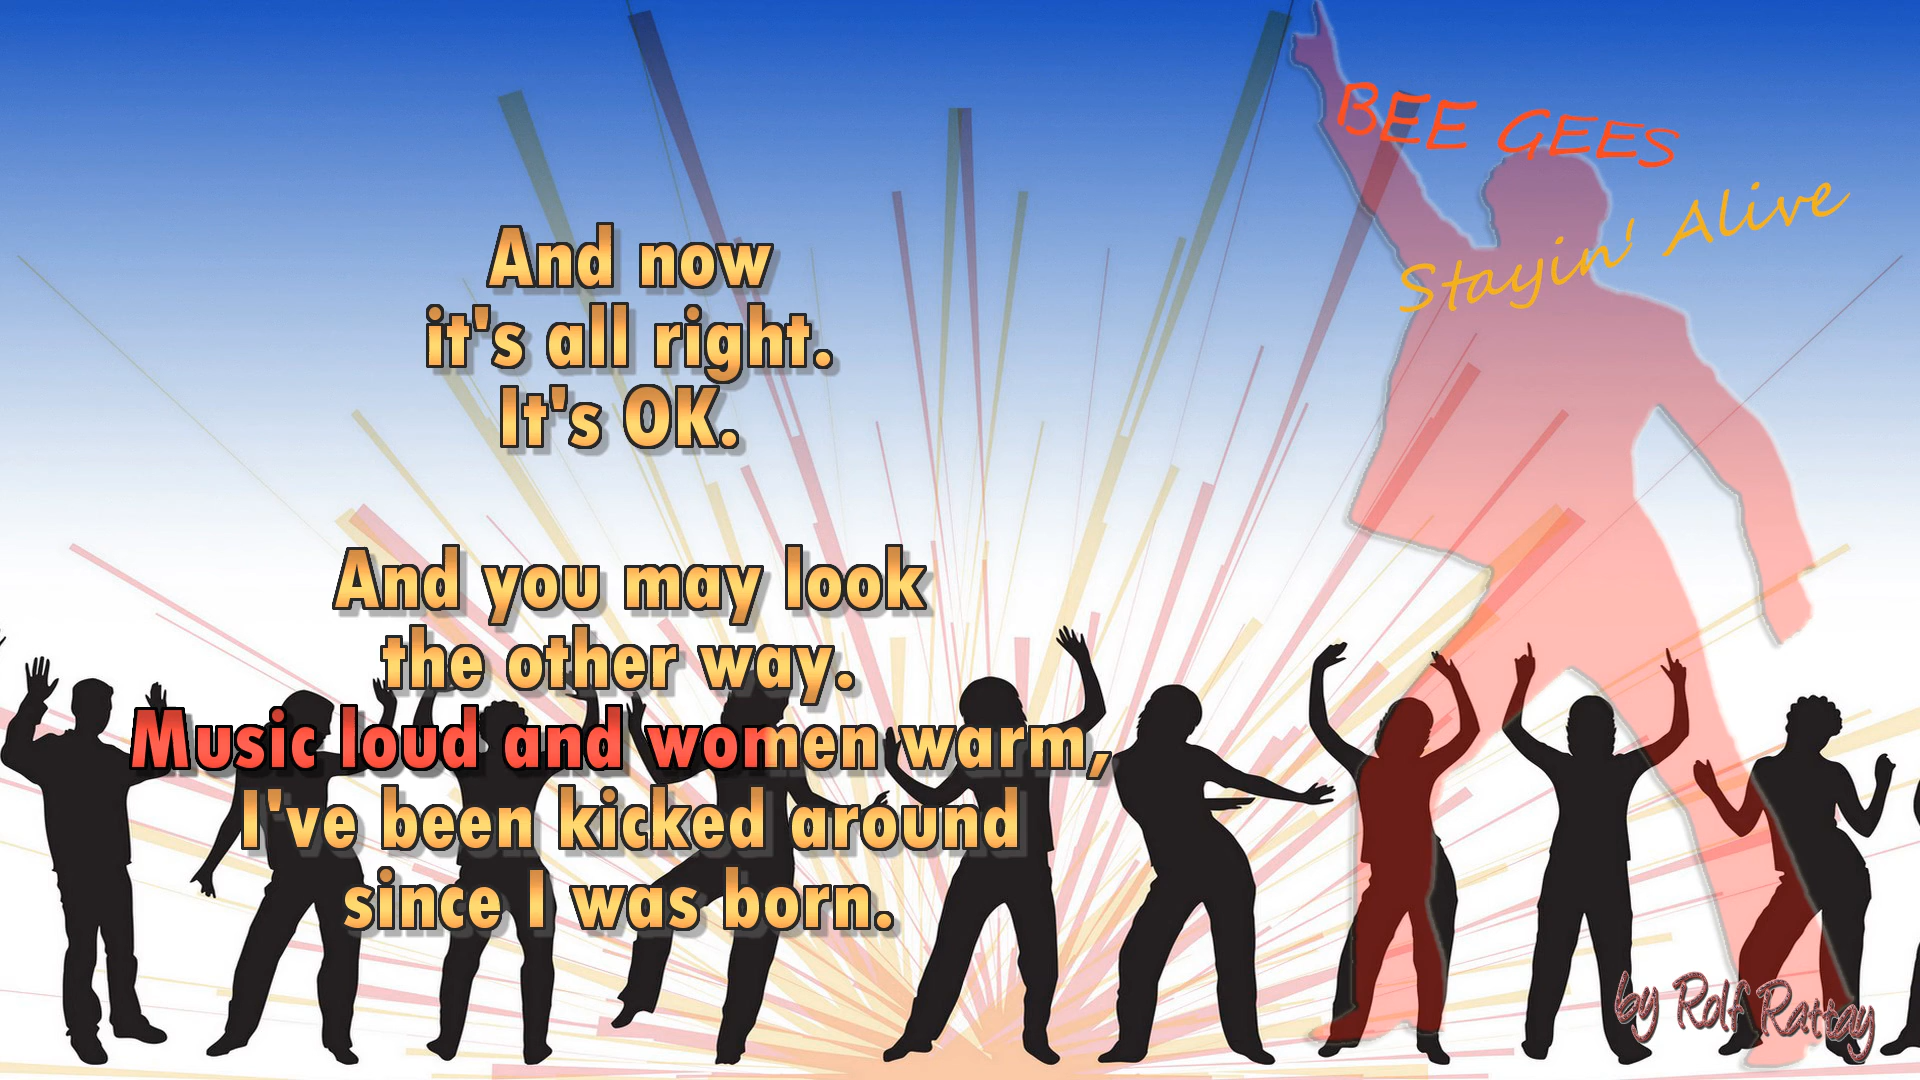 BEE GEES
Stayin' Alive
And now
it's all right.
It's OK.
And you may look
the other way.
Music loud and women warm,
I've been kicked around
since I was born.
by Rolf Rattay